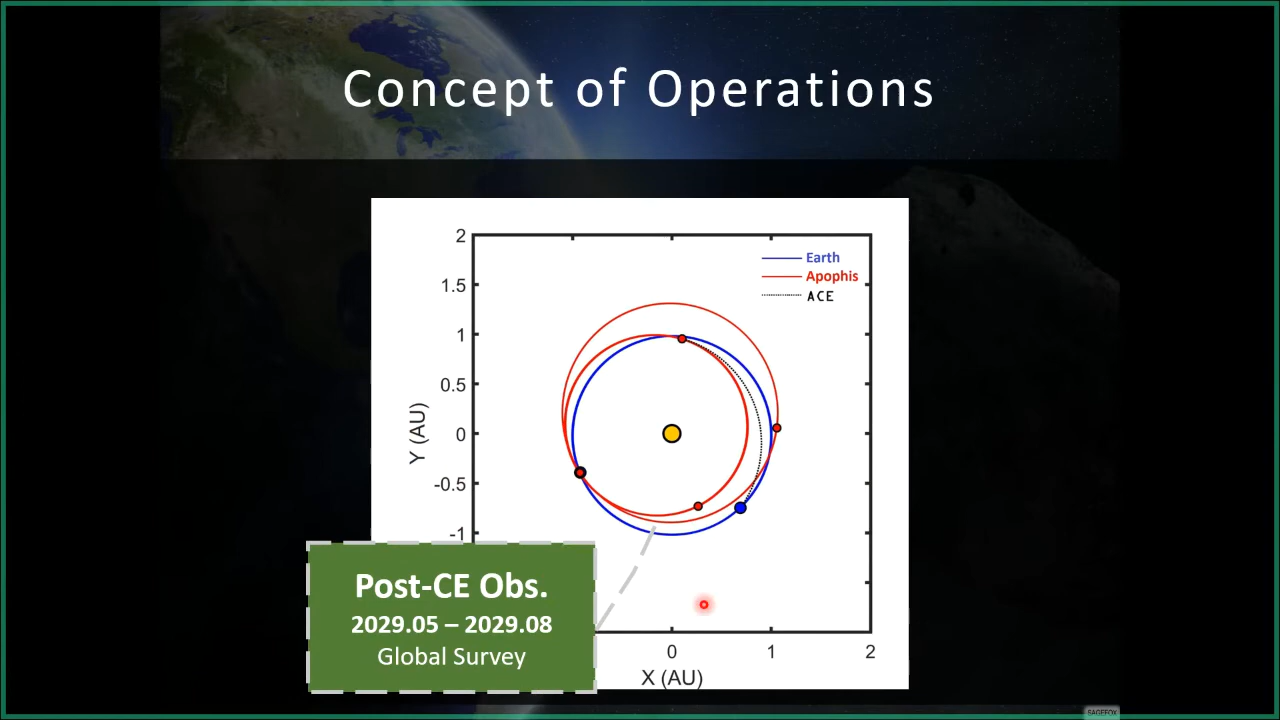 Concept of Operations
2
1.5
1
0.5
0
-0.5
-1
Y (AU)
Earth
Apophis
ACE
Post-CE Obs.
2029.05 – 2029.08
Global Survey
0
1
2
X (AU)
SAGEFOX